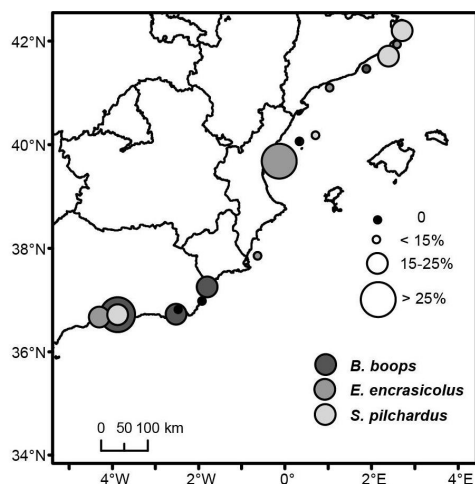 42°N
40°N
38°N
36°N
34°N
0
< 15%
15-25%
> 25%
B. boops
E. encrasicolus
S. pilchardus
0 50 100 km
4°W 2°W 0° 2°E 4°E